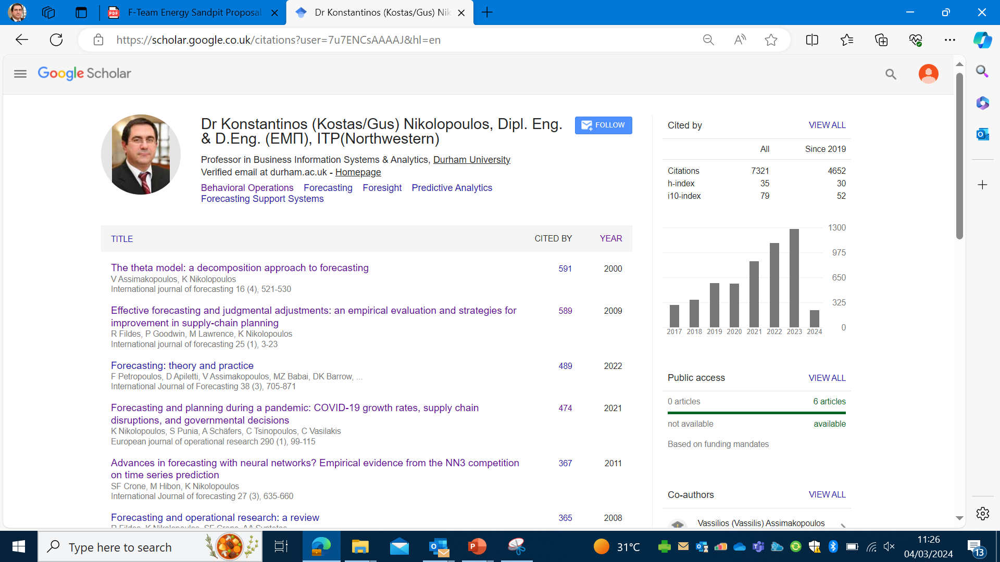 F-Team Energy Sandpit Proposal
Dr Konstantinos (Kostas/Gus) Nik
https://scholar.google.co.uk/citations?user=7u7ENCsAAAAJ&hl=en
Google Scholar
Dr Konstantinos (Kostas/Gus) Nikolopoulos, Dipl. Eng.
& D.Eng. (ΕΜΠ), ITP(Northwestern)
FOLLOW
Professor in Business Information Systems & Analytics, Durham University
Verified email at durham.ac.uk - Homepage
Behavioral Operations Forecasting Foresight Predictive Analytics
Forecasting Support Systems
TITLE CITED BY YEAR
The theta model: a decomposition approach to forecasting 591 2000
V Assimakopoulos, K Nikolopoulos
International journal of forecasting 16 (4), 521-530
Effective forecasting and judgmental adjustments: an empirical evaluation and strategies for 589 2009
improvement in supply-chain planning
R Fildes, P Goodwin, M Lawrence, K Nikolopoulos
International journal of forecasting 25 (1), 3-23
Forecasting: theory and practice 489 2022
F Petropoulos, D Apiletti, V Assimakopoulos, MZ Babai, DK Barrow, ...
International Journal of Forecasting 38 (3), 705-871
Forecasting and planning during a pandemic: COVID-19 growth rates, supply chain 474 2021
disruptions, and governmental decisions
K Nikolopoulos, S Punia, A Schäfers, C Tsinopoulos, C Vasilakis
European journal of operational research 290 (1), 99-115
Advances in forecasting with neural networks? Empirical evidence from the NN3 competition 367 2011
on time series prediction
SF Crone, M Hibon, K Nikolopoulos
International Journal of forecasting 27 (3), 635-660
Forecasting and operational research: a review 365 2008
R Fildes, K Nikolopoulos, SF Crone, AA Syntetos
Cited by VIEW ALL
All Since 2019
Citations 7321 4652
h-index 35 30
i10-index 79 52
1300
975
650
325
0
2017 2018 2019 2020 2021 2022 2023 2024
Public access VIEW ALL
0 articles 6 articles
not available available
Based on funding mandates
Co-authors VIEW ALL
Vassilios (Vassilis) Assimakopoulos
Type here to search
31°C
11:26
04/03/2024
13